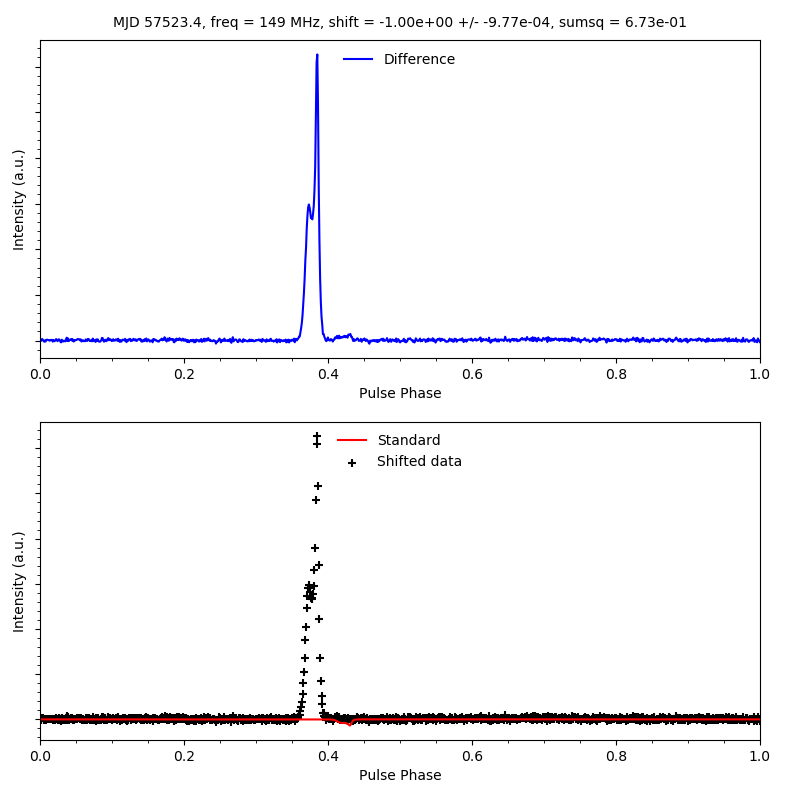 MJD 57523.4, freq = 149 MHz, shift = -1.00e+00 +/- -9.77e-04, sumsq = 6.73e-01
Difference
Intensity (a.u.)
0.0 0.2 0.4 0.6 0.8 1.0
Pulse Phase
Standard
Shifted data
Intensity (a.u.)
0.0 0.2 0.4 0.6 0.8 1.0
Pulse Phase